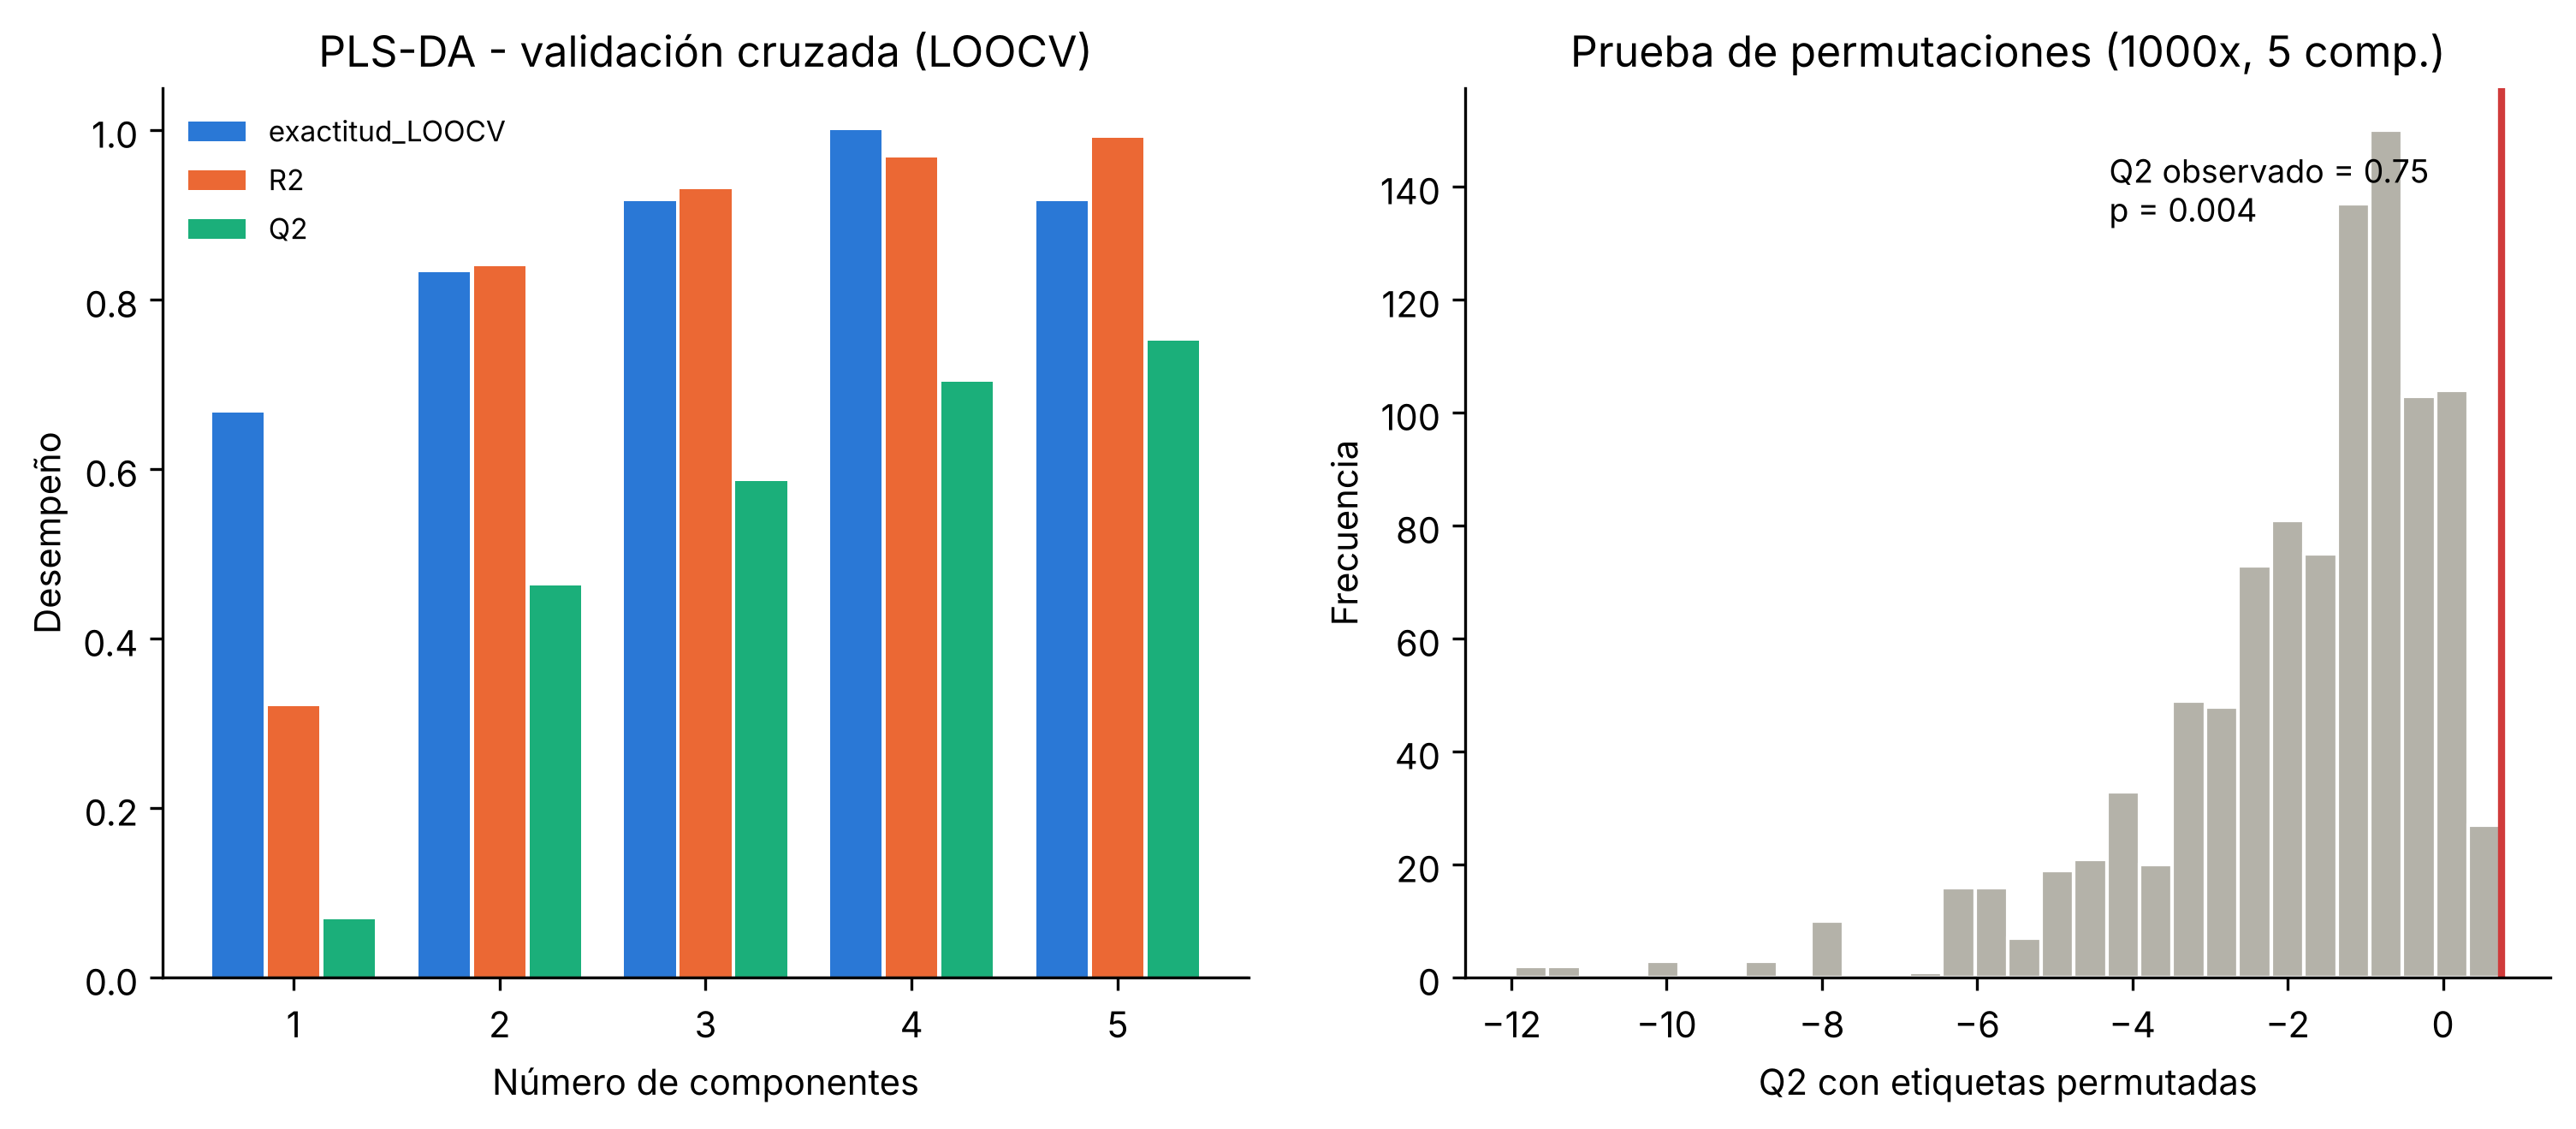 PLS-DA - validación cruzada (LOOCV)
exactitud_LOOCV
R2
Q2
Desempeño
1.0
0.8
0.6
0.4
0.2
0.0
1 2 3 4 5
Número de componentes
Prueba de permutaciones (1000x, 5 comp.)
Q2 observado = 0.75
p = 0.004
Frecuencia
140
120
100
80
60
40
20
0
−12 −10 −8 −6 −4 −2 0
Q2 con etiquetas permutadas